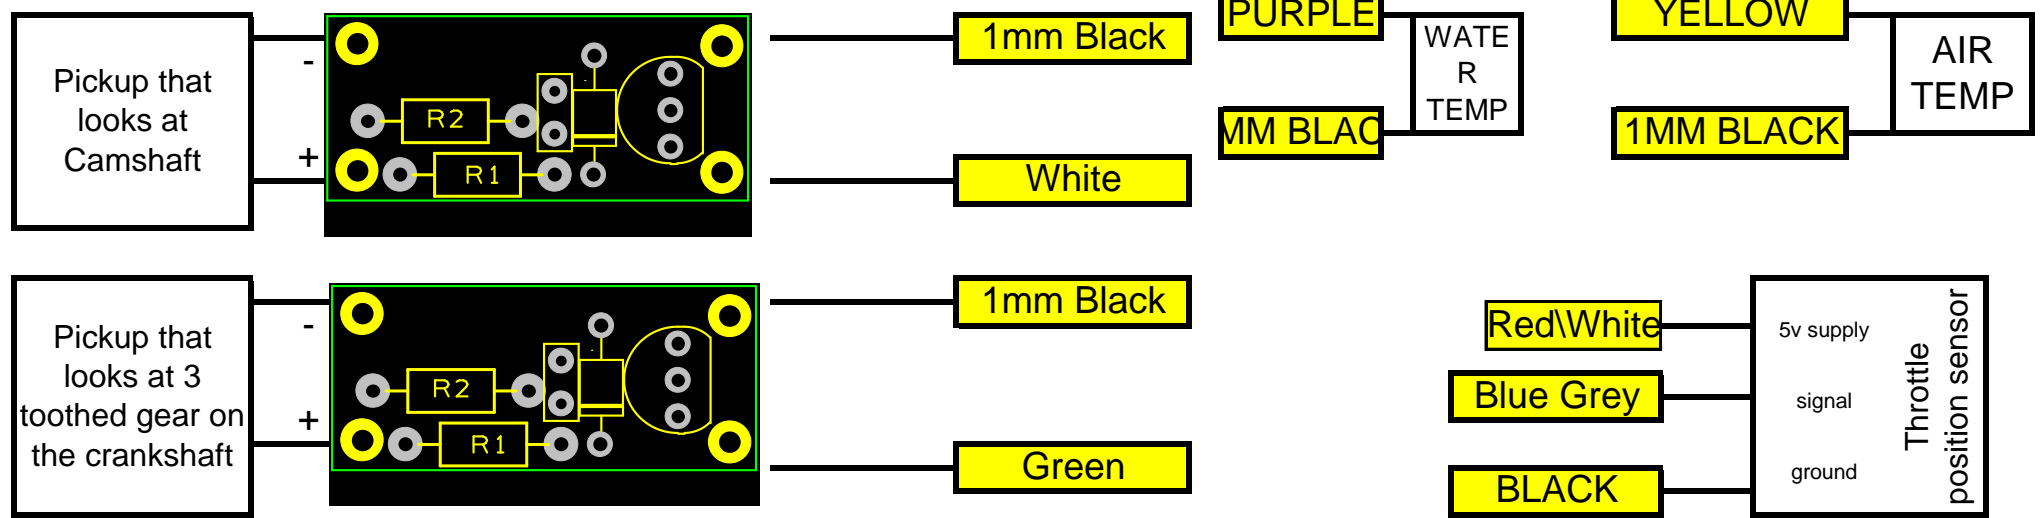 Pickup that
looks at
Camshaft
-
+
R2
R1
1mm Black
White
PURPLE
MM BLAC
WATE
R
TEMP
YELLOW
1MM BLACK
AIR
TEMP
Pickup that
looks at 3
toothed gear on
the crankshaft
-
+
R2
R1
1mm Black
Green
Red\White
Blue Grey
BLACK
5v supply
signal
ground
Throttle
position sensor